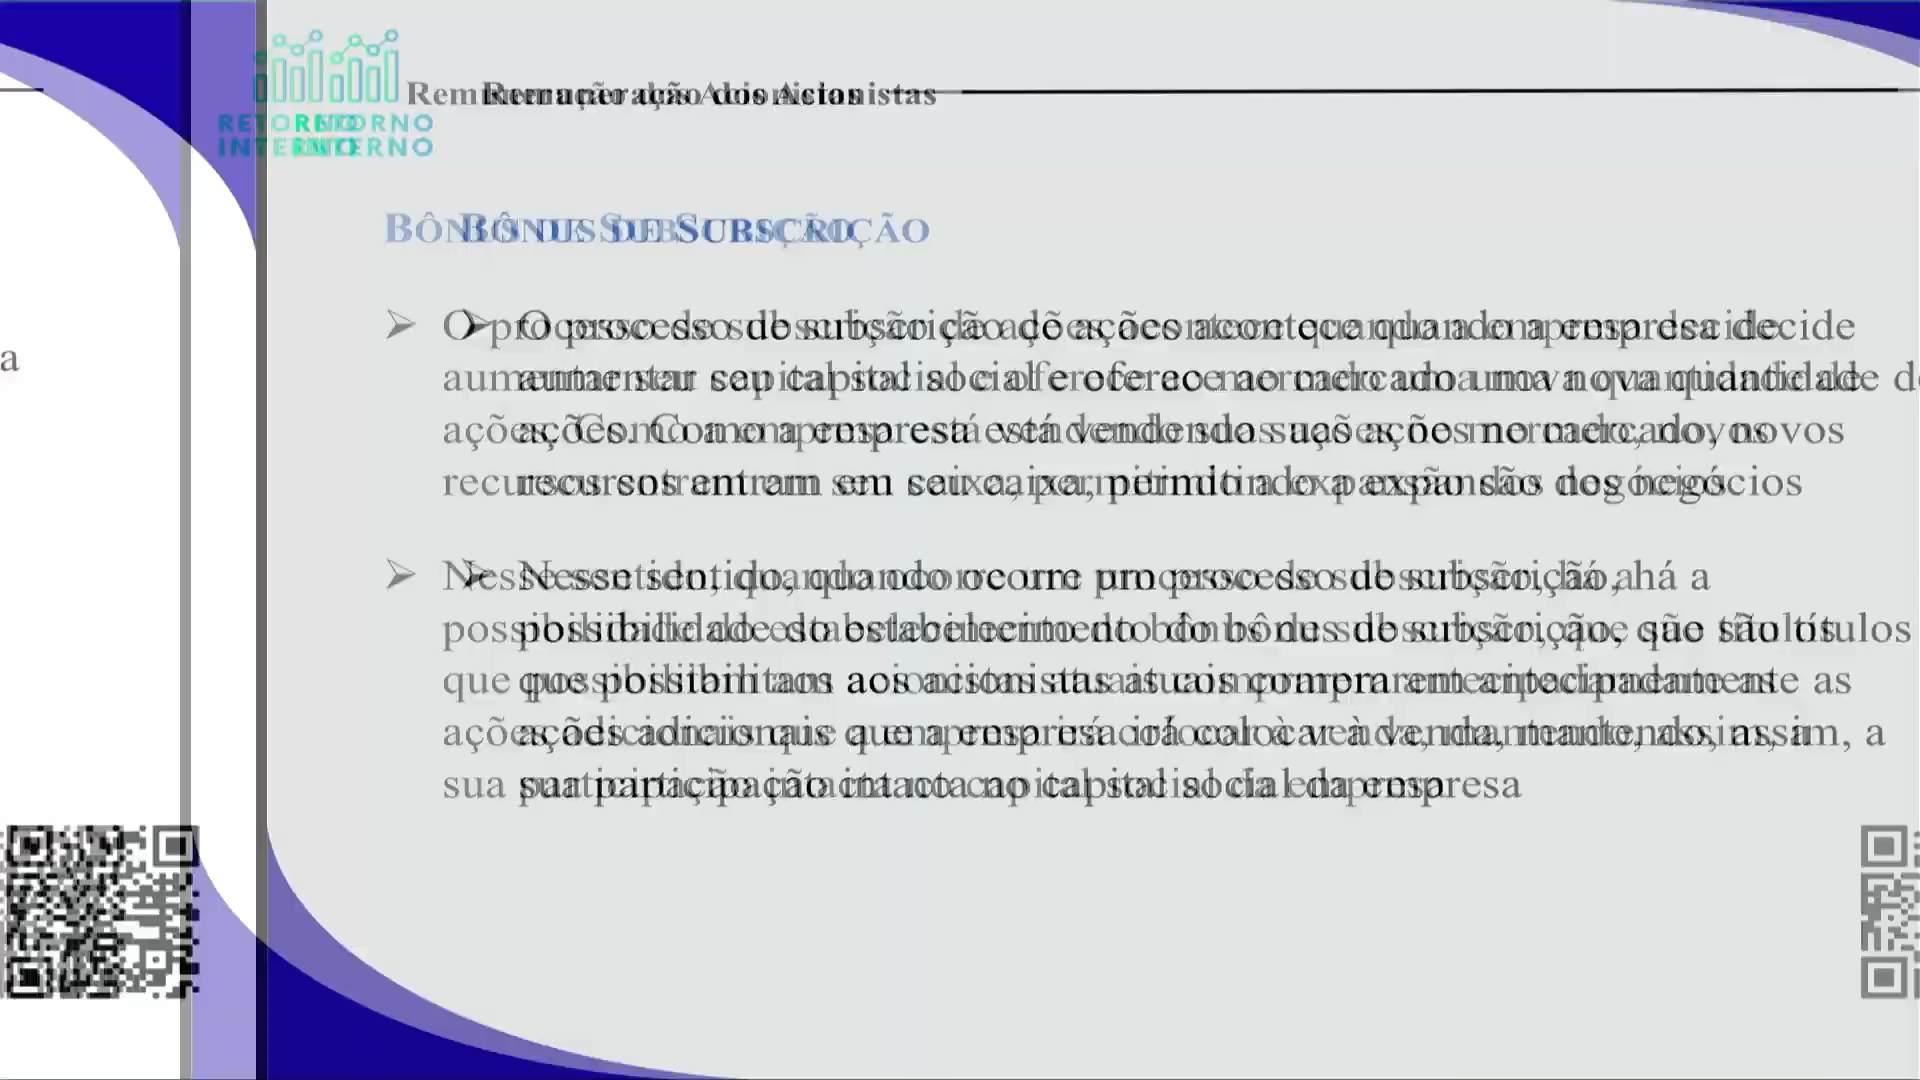 RETORNO
INTERNO
Remuneração dos Acionistas
BÔNUS DE SUBSCRIÇÃO
a
➢ O processo de subscrição de ações acontece quando a empresa decide
aumentar seu capital social e oferece ao mercado uma nova quantidade de
ações. Como a empresa está vendendo suas ações no mercado, novos
recursos entram em seu caixa, permitindo a expansão dos negócios
➢ Nesse sentido, quando ocorre um processo de subscrição, há a
possibilidade do estabelecimento do bônus de subscrição, que são títulos
que possibilitam aos acionistas atuais comprarem antecipadamente as
ações adicionais que a empresa irá colocar à venda, mantendo, assim, a
sua participação intacta no capital social da empresa